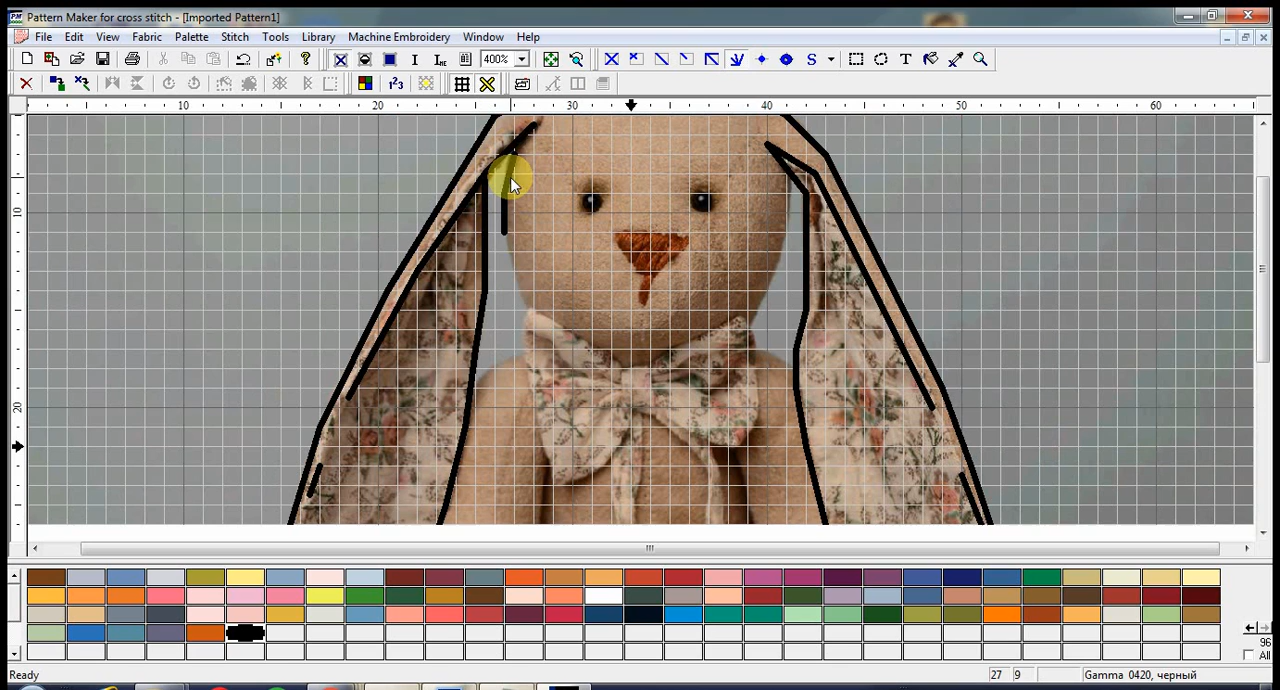 Pattern Maker for cross stitch - [Imported Pattern1]
File Edit View Fabric Palette Stitch Tools Library Machine Embroidery Window Help
400%
10 20 30 40 50 60
10
20
96
All
Ready 27 9 Gamma 0420, черный